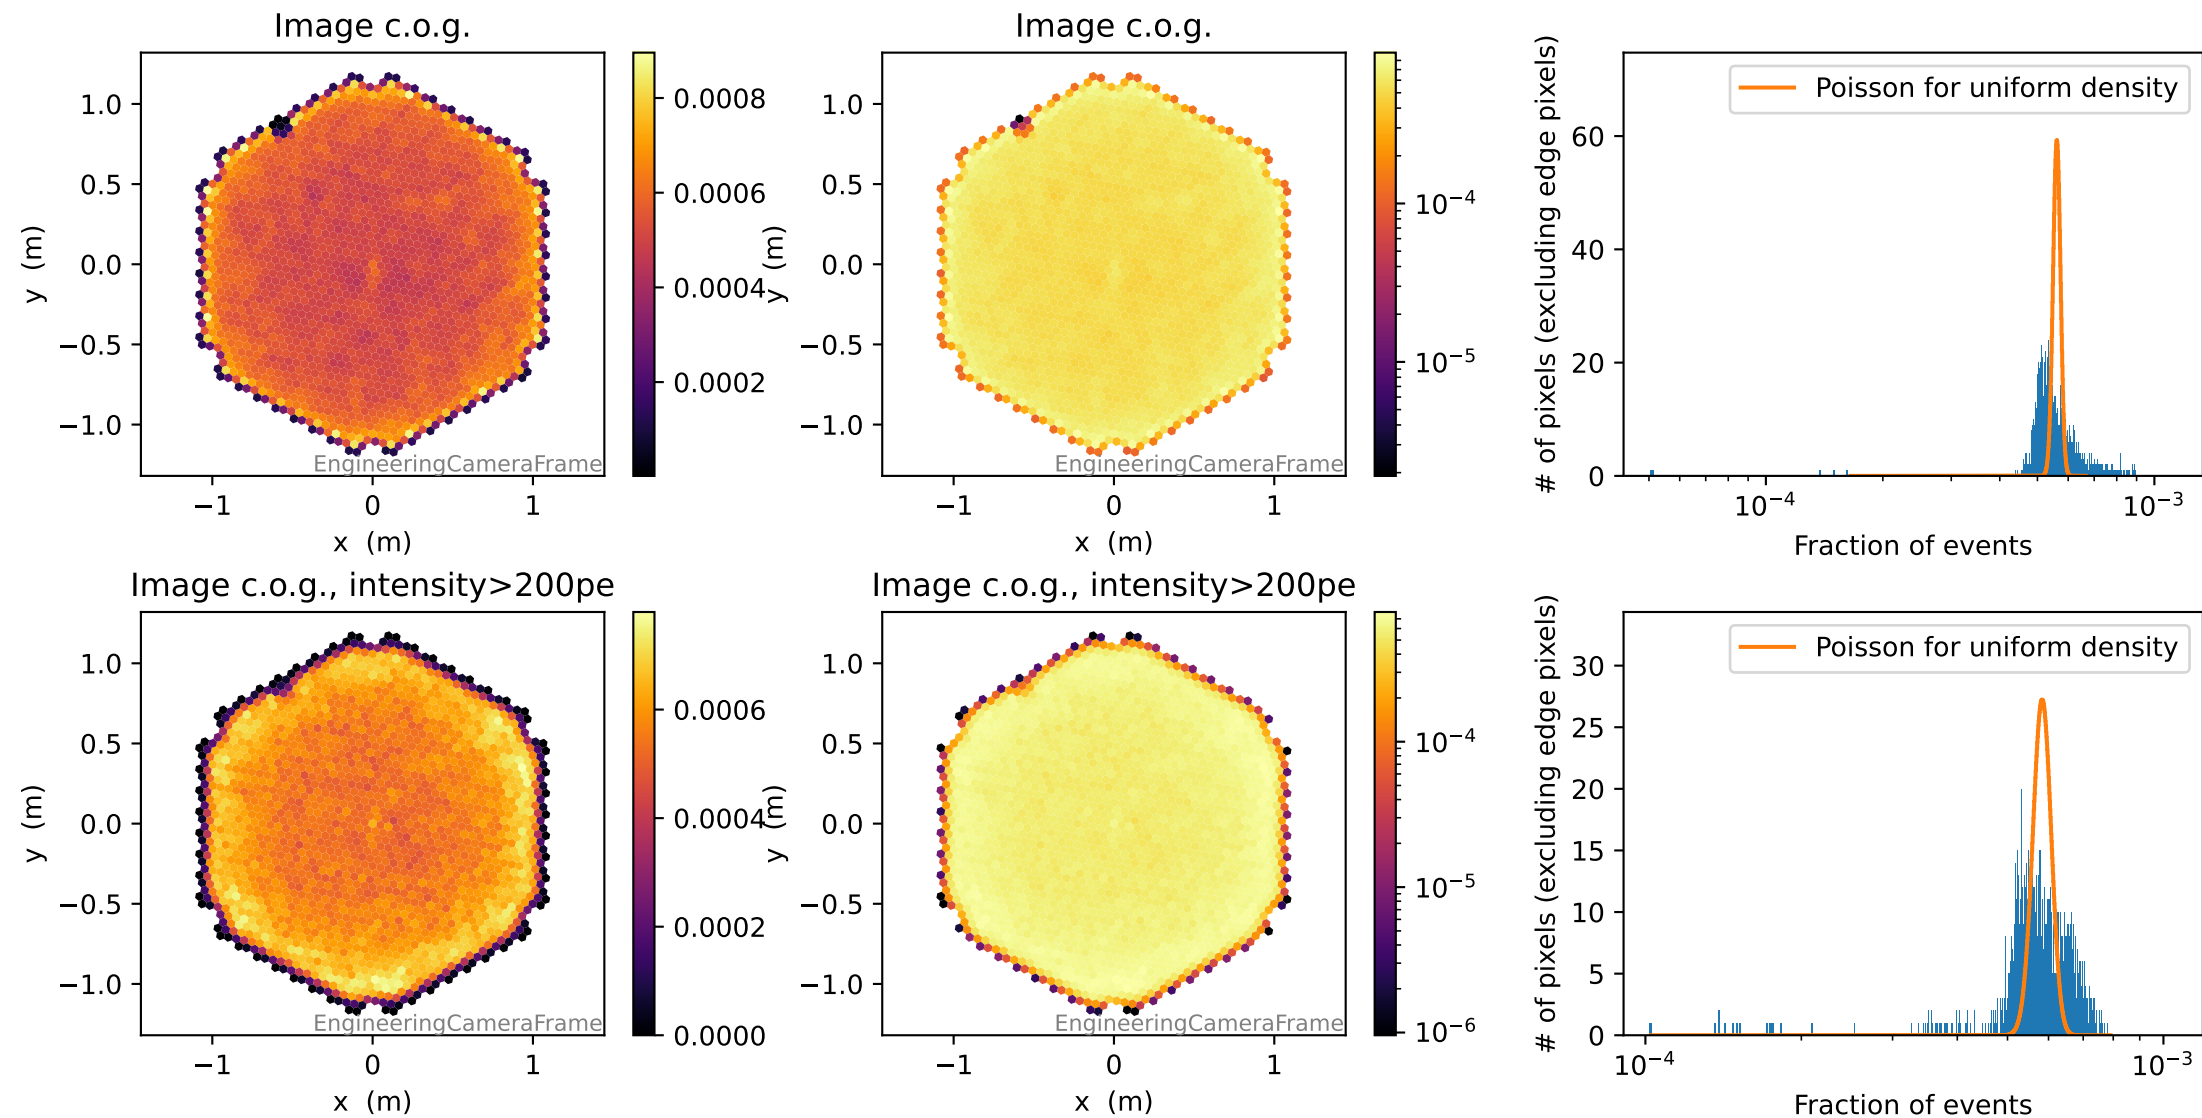 Image c.o.g.
1.0
0.5
0.0
−0.5
−1.0
y (m)
−1
0
1
x (m)
EngineeringCameraFrame
0.0008
0.0006
0.0004
0.0002
Image c.o.g.
1.0
0.5
0.0
−0.5
−1.0
y (m)
−1
0
1
x (m)
EngineeringCameraFrame
10⁻⁴
10⁻⁵
Poisson for uniform density
60
40
20
0
# of pixels (excluding edge pixels)
10⁻⁴
10⁻³
Fraction of events
Image c.o.g., intensity>200pe
1.0
0.5
0.0
−0.5
−1.0
y (m)
−1
0
1
x (m)
EngineeringCameraFrame
0.0006
0.0004
0.0002
0.0000
Image c.o.g., intensity>200pe
1.0
0.5
0.0
−0.5
−1.0
y (m)
−1
0
1
x (m)
EngineeringCameraFrame
10⁻⁴
10⁻⁵
10⁻⁶
Poisson for uniform density
30
25
20
15
10
5
0
# of pixels (excluding edge pixels)
10⁻⁴
10⁻³
Fraction of events